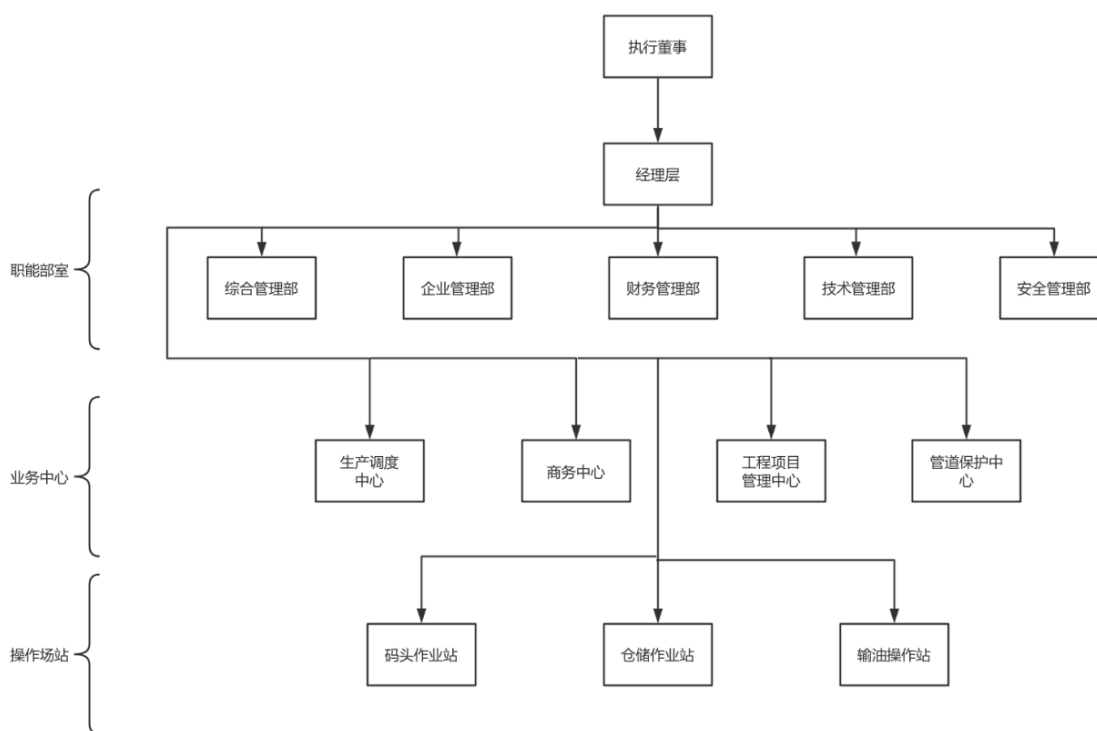 执行董事
经理层
职能部室
综合管理部
企业管理部
财务管理部
技术管理部
安全管理部
业务中心
生产调度
中心
商务中心
工程项目
管理中心
管道保护中
心
操作场站
码头作业站
仓储作业站
输油操作站